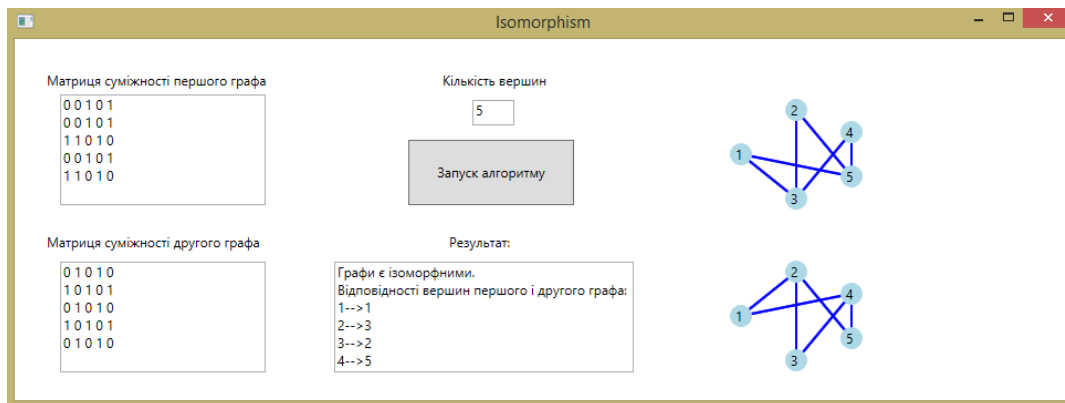 Isomorphism
Матриця суміжності першого графа
0 0 1 0 1
0 0 1 0 1
1 1 0 1 0
0 0 1 0 1
1 1 0 1 0
Кількість вершин
5
Запуск алгоритму
2
4
1
5
3
Матриця суміжності другого графа
0 1 0 1 0
1 0 1 0 1
0 1 0 1 0
1 0 1 0 1
0 1 0 1 0
Результат:
Графи є ізоморфними.
Відповідності вершин першого і другого графа:
1-->1
2-->3
3-->2
4-->5
2
4
1
5
3